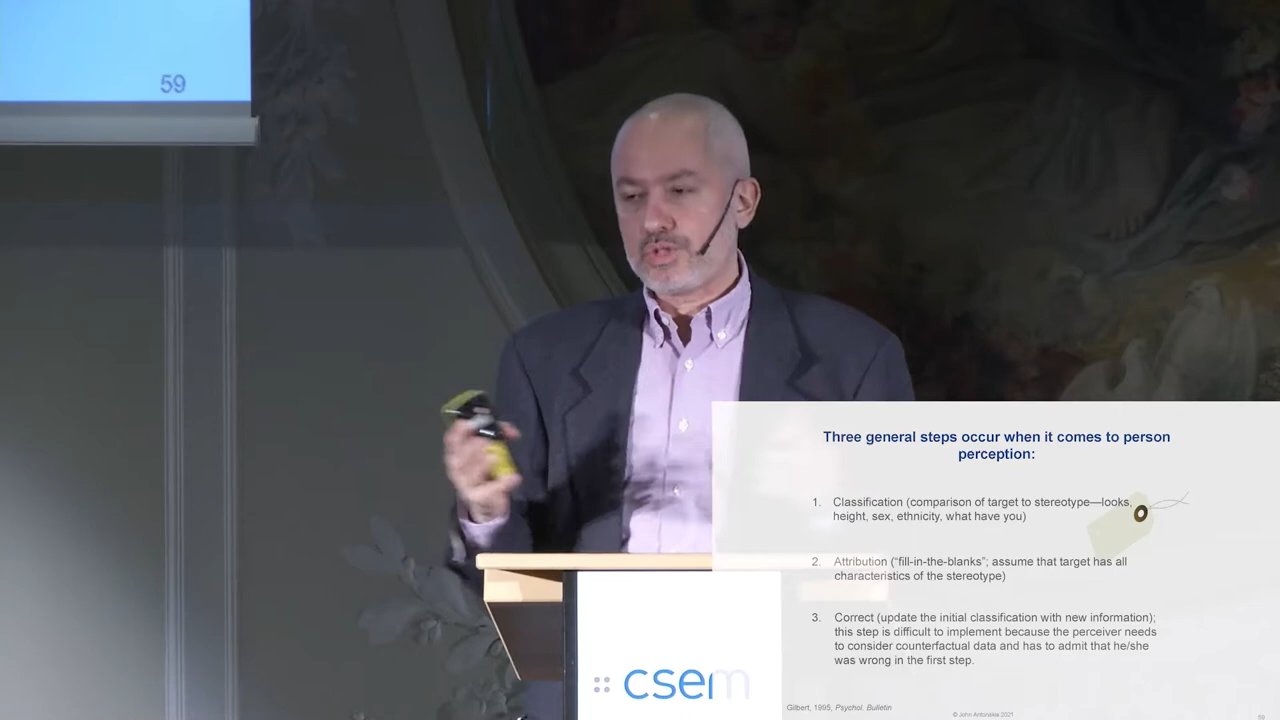 59
Three general steps occur when it comes to person
perception:
1. Classification (comparison of target to stereotype—looks,
height, sex, ethnicity, what have you)
2. Attribution (“fill-in-the-blanks”; assume that target has all
characteristics of the stereotype)
3. Correct (update the initial classification with new information);
this step is difficult to implement because the perceiver needs
to consider counterfactual data and has to admit that he/she
was wrong in the first step.
csem
Gilbert, 1995, Psychol. Bulletin
© John Antonakis 2021
59